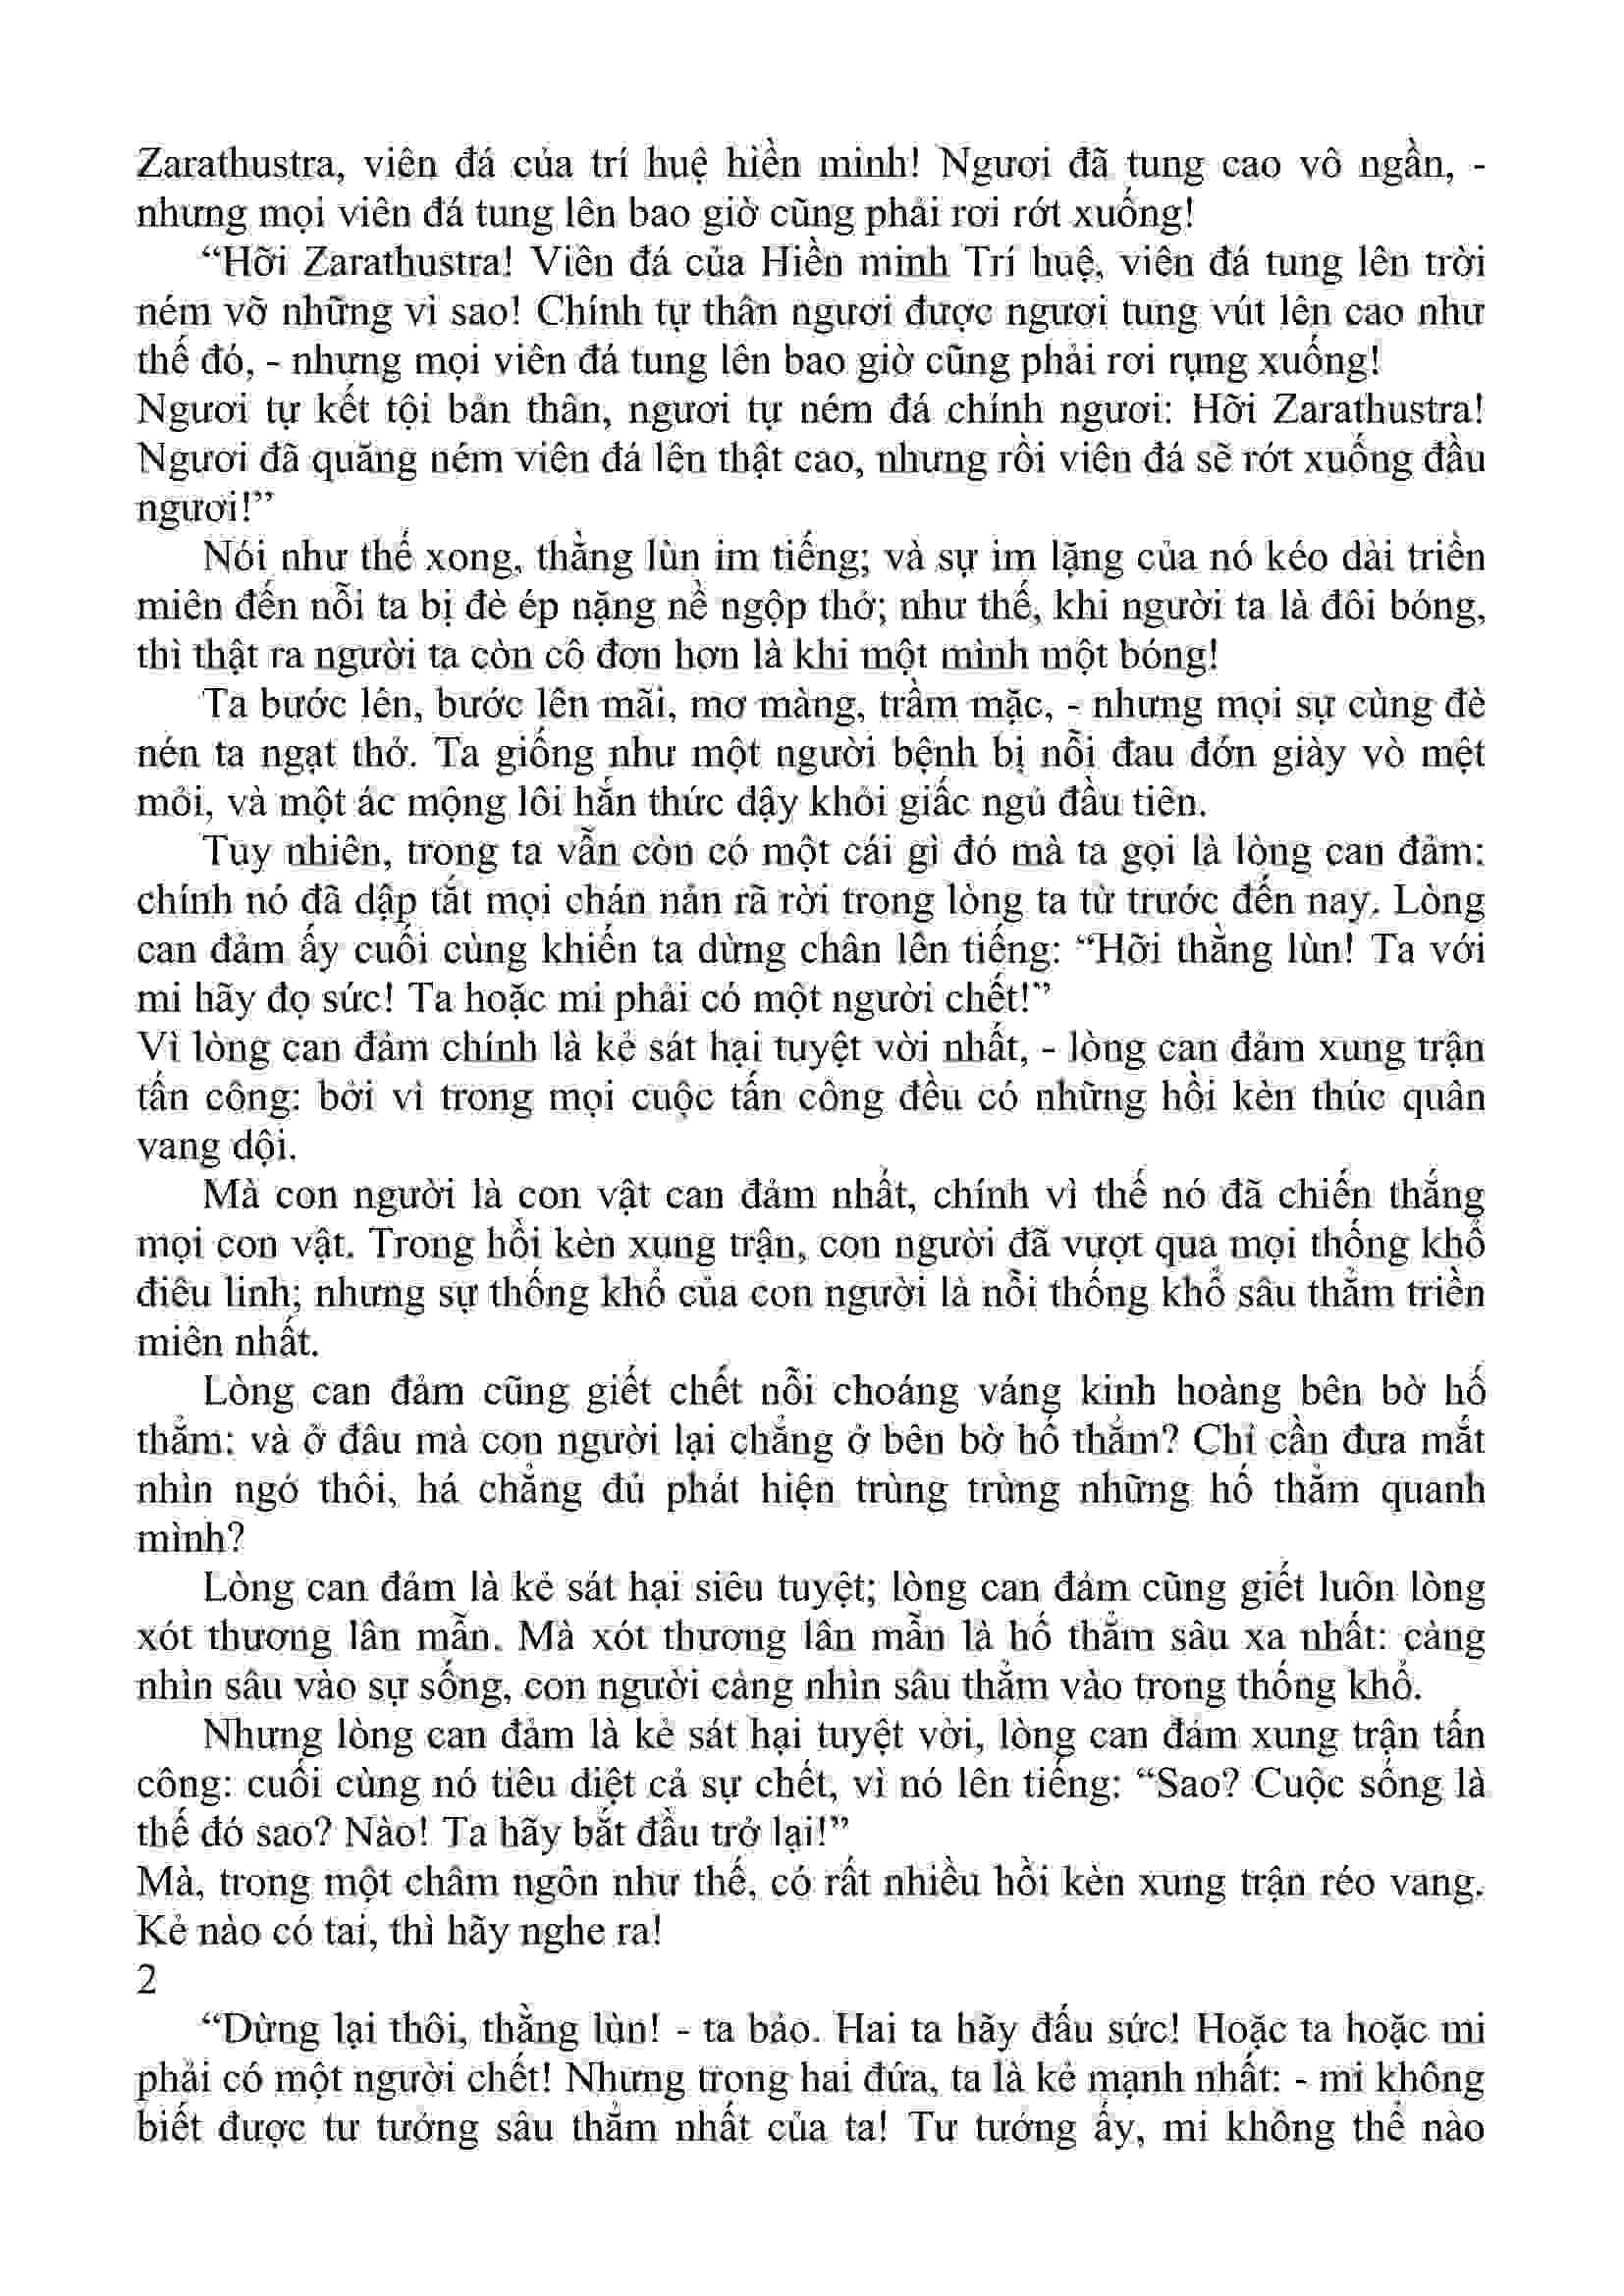 Zarathustra, viên đá của trí huệ hiền minh! Ngươi đã tung cao vô ngần, -
nhưng mọi viên đá tung lên bao giờ cũng phải rơi rớt xuống!
“Hỡi Zarathustra! Viên đá của Hiền minh Trí huệ, viên đá tung lên trời
ném vỡ những vì sao! Chính tự thân ngươi được ngươi tung vút lên cao như
thế đó, - nhưng mọi viên đá tung lên bao giờ cũng phải rơi rụng xuống!
Ngươi tự kết tội bản thân, ngươi tự ném đá chính ngươi: Hỡi Zarathustra!
Ngươi đã quăng ném viên đá lên thật cao, nhưng rồi viên đá sẽ rớt xuống đầu
ngươi!”
Nói như thế xong, thằng lùn im tiếng; và sự im lặng của nó kéo dài triền
miên đến nỗi ta bị đè ép nặng nề ngộp thở; như thế, khi người ta là đôi bóng,
thì thật ra người ta còn cô đơn hơn là khi một mình một bóng!
Ta bước lên, bước lên mãi, mơ màng, trầm mặc, - nhưng mọi sự cùng đè
nén ta ngạt thở. Ta giống như một người bệnh bị nỗi đau đớn giày vò mệt
mỏi, và một ác mộng lôi hắn thức dậy khỏi giấc ngủ đầu tiên.
Tuy nhiên, trong ta vẫn còn có một cái gì đó mà ta gọi là lòng can đảm:
chính nó đã dập tắt mọi chán nản rã rời trong lòng ta từ trước đến nay. Lòng
can đảm ấy cuối cùng khiến ta dừng chân lên tiếng: “Hỡi thằng lùn! Ta với
mi hãy đọ sức! Ta hoặc mi phải có một người chết!”
Vì lòng can đảm chính là kẻ sát hại tuyệt vời nhất, - lòng can đảm xung trận
tấn công: bởi vì trong mọi cuộc tấn công đều có những hồi kèn thúc quân
vang dội.
Mà con người là con vật can đảm nhất, chính vì thế nó đã chiến thắng
mọi con vật. Trong hồi kèn xung trận, con người đã vượt qua mọi thống khổ
điêu linh; nhưng sự thống khổ của con người là nỗi thống khổ sâu thẳm triền
miên nhất.
Lòng can đảm cũng giết chết nỗi choáng váng kinh hoàng bên bờ hố
thẳm: và ở đâu mà con người lại chẳng ở bên bờ hố thẳm? Chỉ cần đưa mắt
nhìn ngó thôi, há chẳng đủ phát hiện trùng trùng những hố thẳm quanh
mình?
Lòng can đảm là kẻ sát hại siêu tuyệt; lòng can đảm cũng giết luôn lòng
xót thương lân mẫn. Mà xót thương lân mẫn là hố thẳm sâu xa nhất: càng
nhìn sâu vào sự sống, con người càng nhìn sâu thẳm vào trong thống khổ.
Nhưng lòng can đảm là kẻ sát hại tuyệt vời, lòng can đảm xung trận tấn
công: cuối cùng nó tiêu diệt cả sự chết, vì nó lên tiếng: “Sao? Cuộc sống là
thế đó sao? Nào! Ta hãy bắt đầu trở lại!”
Mà, trong một châm ngôn như thế, có rất nhiều hồi kèn xung trận réo vang.
Kẻ nào có tai, thì hãy nghe ra!
2
“Dừng lại thôi, thằng lùn! - ta bảo. Hai ta hãy đấu sức! Hoặc ta hoặc mi
phải có một người chết! Nhưng trong hai đứa, ta là kẻ mạnh nhất: - mi không
biết được tư tưởng sâu thẳm nhất của ta! Tư tưởng ấy, mi không thể nào